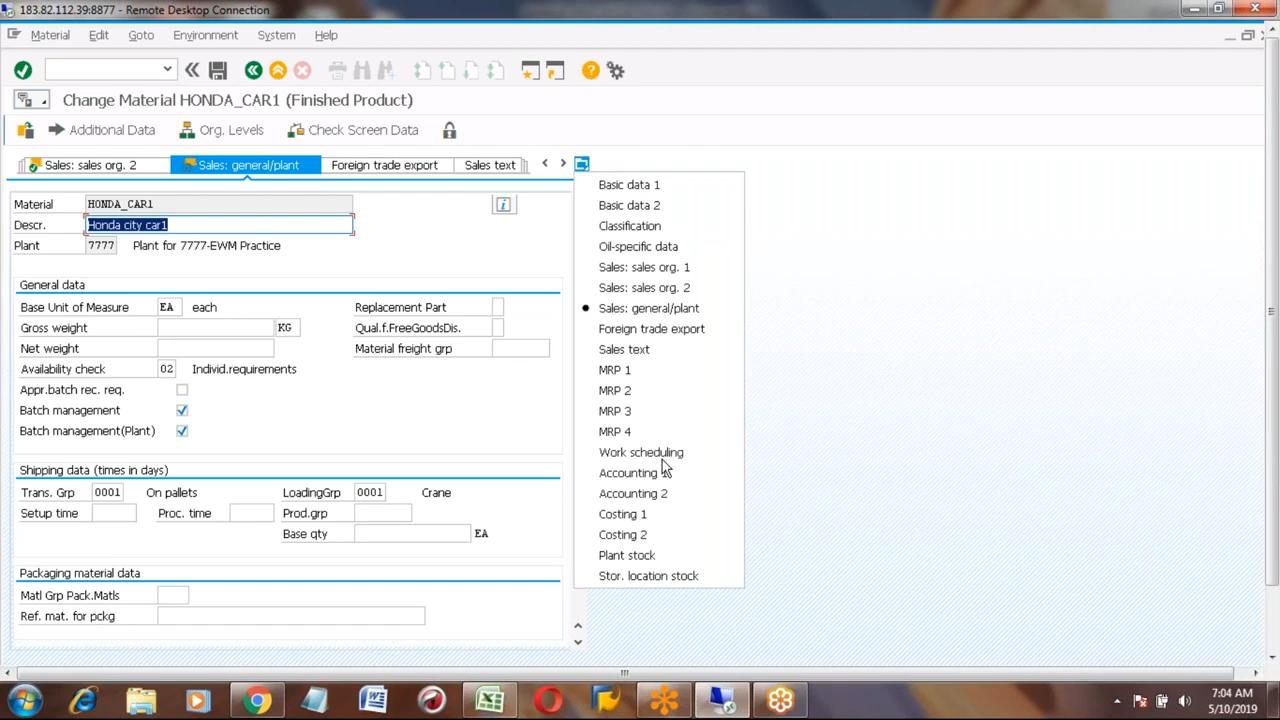 183.82.112.39:8877 - Remote Desktop Connection
Material Edit Goto Environment System Help
Change Material HONDA_CAR1 (Finished Product)
Additional Data Org. Levels Check Screen Data
Sales: sales org. 2 Sales: general/plant Foreign trade export Sales text
Material HONDA_CAR1
Descr. Honda city car1
Plant 7777 Plant for 7777-EWM Practice
General data
Base Unit of Measure EA each Replacement Part
Gross weight KG Qual.f.FreeGoodsDis.
Net weight Material freight grp
Availability check 02 Individ.requirements
Appr.batch rec. req.
Batch management
Batch management(Plant)
Shipping data (times in days)
Trans. Grp 0001 On pallets LoadingGrp 0001 Crane
Setup time Proc. time Prod.grp
Base qty EA
Packaging material data
Matl Grp Pack.Matls
Ref. mat. for pckg
Basic data 1
Basic data 2
Classification
Oil-specific data
Sales: sales org. 1
Sales: sales org. 2
Sales: general/plant
Foreign trade export
Sales text
MRP 1
MRP 2
MRP 3
MRP 4
Work scheduling
Accounting
Accounting 2
Costing 1
Costing 2
Plant stock
Stor. location stock
7:04 AM
5/10/2019